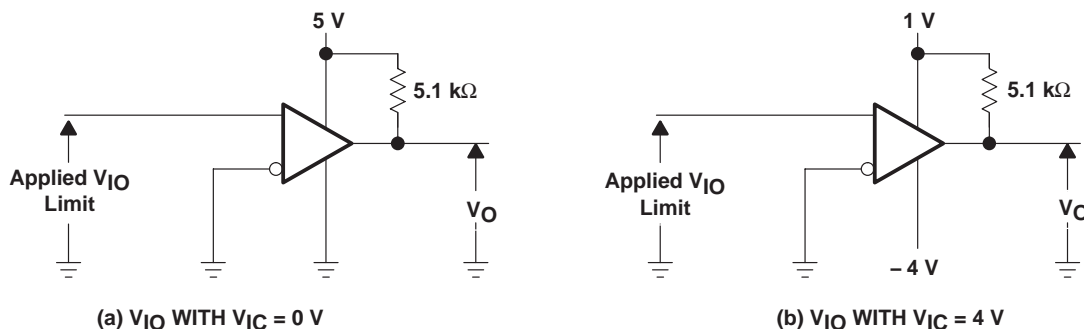 5 V
5.1 kΩ
Applied VIO
Limit
VO
(a) VIO WITH VIC = 0 V
1 V
5.1 kΩ
Applied VIO
Limit
VO
– 4 V
(b) VIO WITH VIC = 4 V